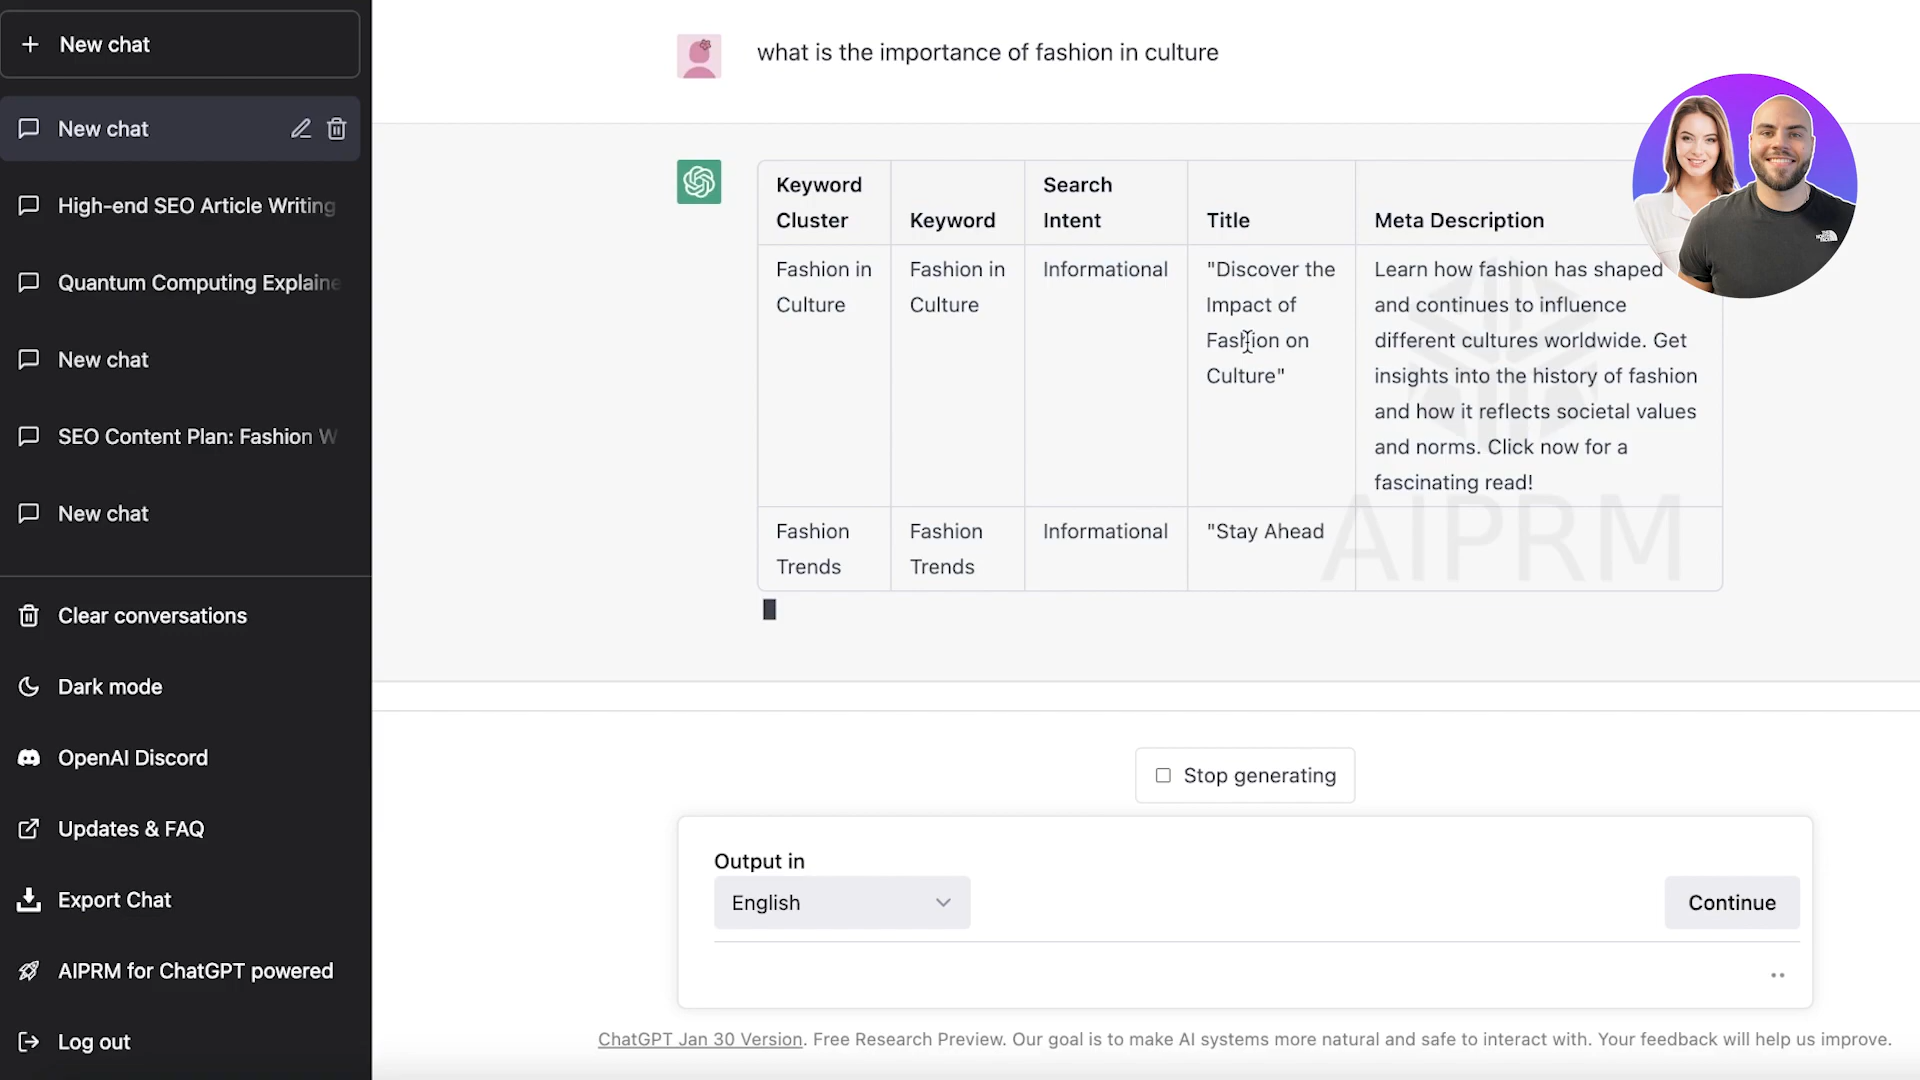 New chat
New chat
High-end SEO Article Writing
Quantum Computing Explaine
New chat
SEO Content Plan: Fashion W
New chat
Clear conversations
Dark mode
OpenAI Discord
Updates & FAQ
Export Chat
AIPRM for ChatGPT powered
Log out
what is the importance of fashion in culture
Keyword
Cluster
Keyword
Search
Intent
Title
Meta Description
Fashion in
Culture
Fashion in
Culture
Informational
"Discover the
Impact of
Fashion on
Culture"
Learn how fashion has shaped
and continues to influence
different cultures worldwide. Get
insights into the history of fashion
and how it reflects societal values
and norms. Click now for a
fascinating read!
Fashion
Trends
Fashion
Trends
Informational
"Stay Ahead
AIPRM
Stop generating
Output in
English
Continue
ChatGPT Jan 30 Version. Free Research Preview. Our goal is to make AI systems more natural and safe to interact with. Your feedback will help us improve.